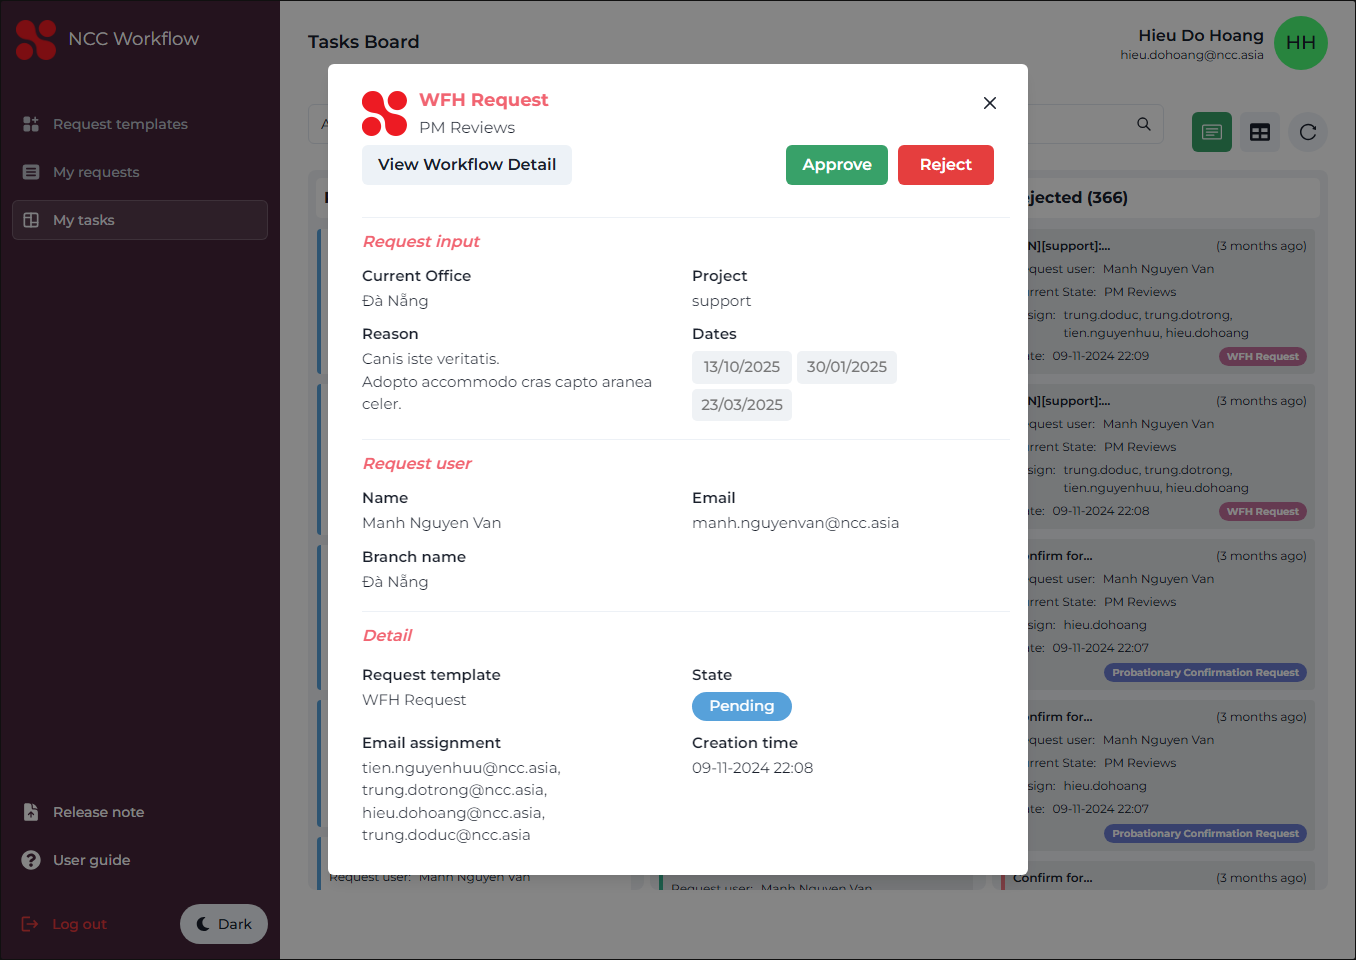 NCC Workflow
Request templates
My requests
My tasks
Release note
User guide
Log out
Dark
Tasks Board
Hieu Do Hoang
hieu.dohoang@ncc.asia
HH
WFH Request
PM Reviews
View Workflow Detail
Approve
Reject
Request input
Current Office
Project
Đà Nẵng
support
Reason
Dates
Canis iste veritatis.
Adopto accommodo cras capto aranea
celer.
13/10/2025
30/01/2025
23/03/2025
Request user
Name
Email
Manh Nguyen Van
manh.nguyenvan@ncc.asia
Branch name
Đà Nẵng
Detail
Request template
State
WFH Request
Pending
Email assignment
Creation time
tien.nguyenhuu@ncc.asia,
09-11-2024 22:08
trung.dotrong@ncc.asia,
hieu.dohoang@ncc.asia,
trung.doduc@ncc.asia
Request user: Manh Nguyen Van
Request user: Manh Nguyen Van
jected (366)
N][support]:... (3 months ago)
quest user: Manh Nguyen Van
rrent State: PM Reviews
sign: trung.doduc, trung.dotrong,
tien.nguyenhuu, hieu.dohoang
te: 09-11-2024 22:09 WFH Request
N][support]:... (3 months ago)
quest user: Manh Nguyen Van
rrent State: PM Reviews
sign: trung.doduc, trung.dotrong,
tien.nguyenhuu, hieu.dohoang
te: 09-11-2024 22:08 WFH Request
nfirm for... (3 months ago)
quest user: Manh Nguyen Van
rrent State: PM Reviews
sign: hieu.dohoang
te: 09-11-2024 22:07
Probationary Confirmation Request
nfirm for... (3 months ago)
quest user: Manh Nguyen Van
rrent State: PM Reviews
sign: hieu.dohoang
te: 09-11-2024 22:07
Probationary Confirmation Request
Confirm for... (3 months ago)